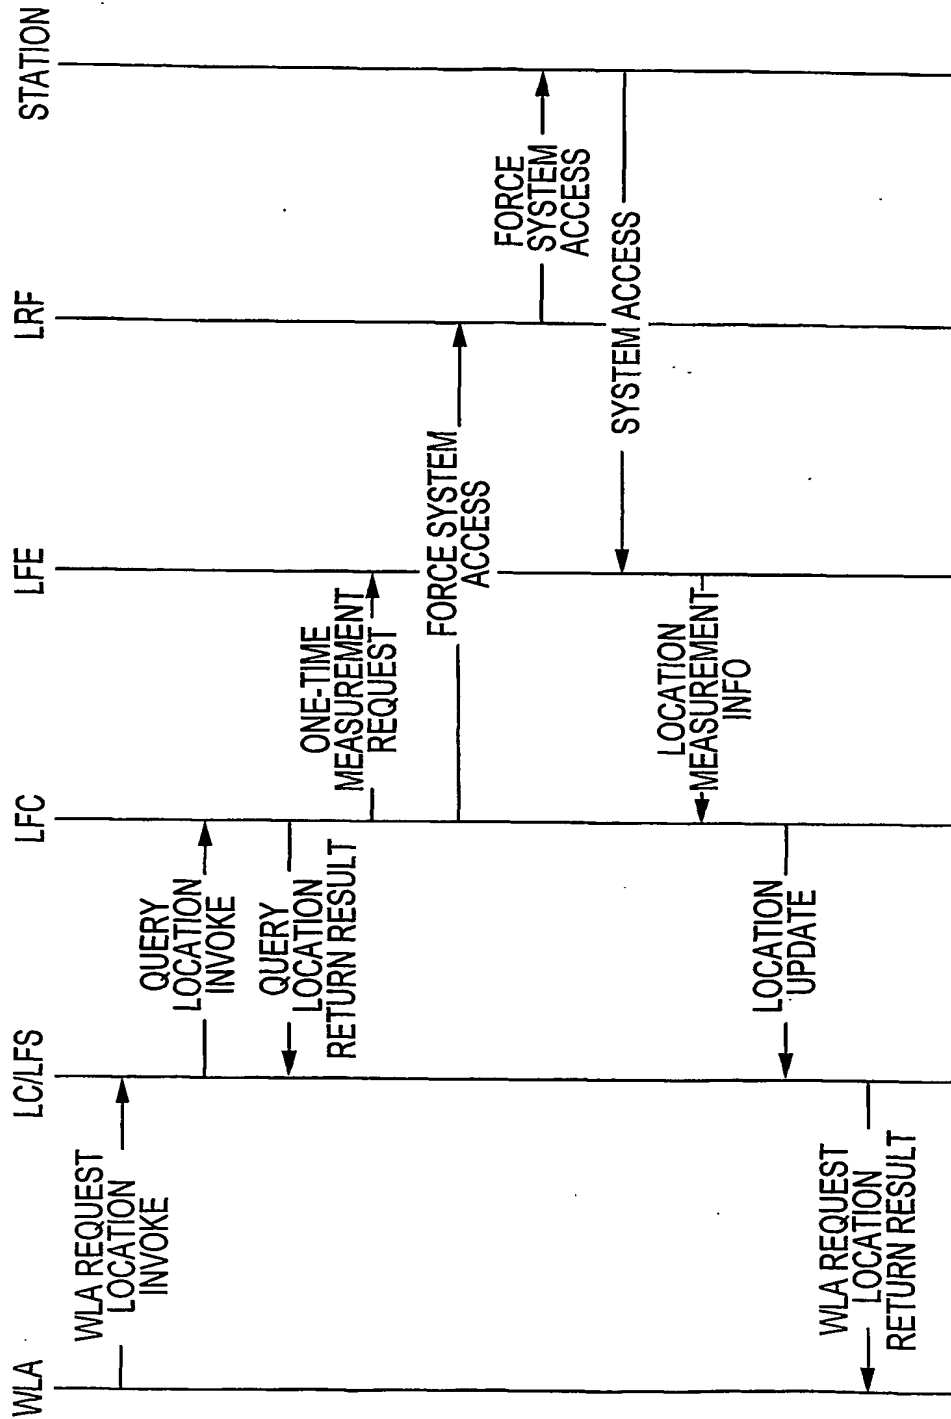 WLA
LC/LFS
LFC
LFE
LRF
STATION
WLA REQUEST
LOCATION
INVOKE
QUERY
LOCATION
INVOKE
QUERY
LOCATION
RETURN RESULT
ONE-TIME
MEASUREMENT
REQUEST
FORCE SYSTEM
ACCESS
FORCE
SYSTEM
ACCESS
SYSTEM ACCESS
LOCATION
MEASUREMENT
INFO
LOCATION
UPDATE
WLA REQUEST
LOCATION
RETURN RESULT